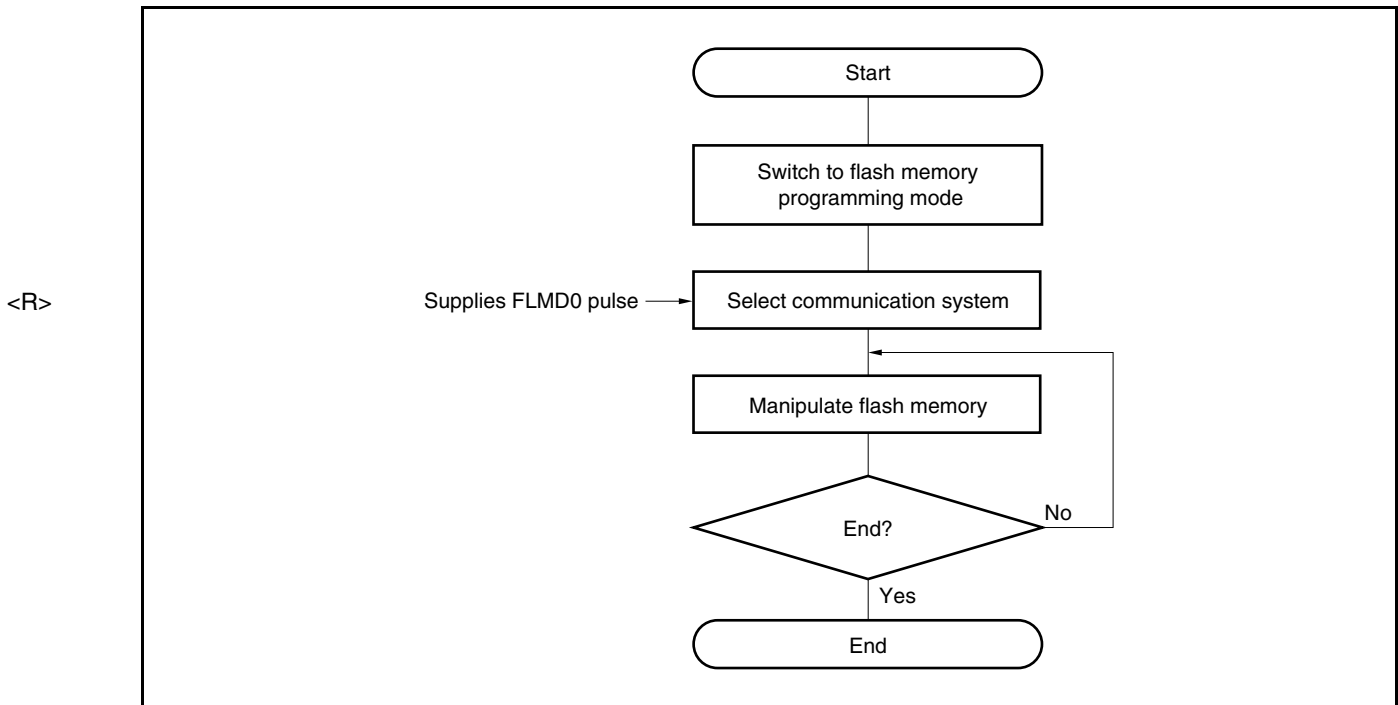 Start
Switch to flash memory
programming mode
<R>
Supplies FLMD0 pulse
Select communication system
Manipulate flash memory
End?
No
Yes
End